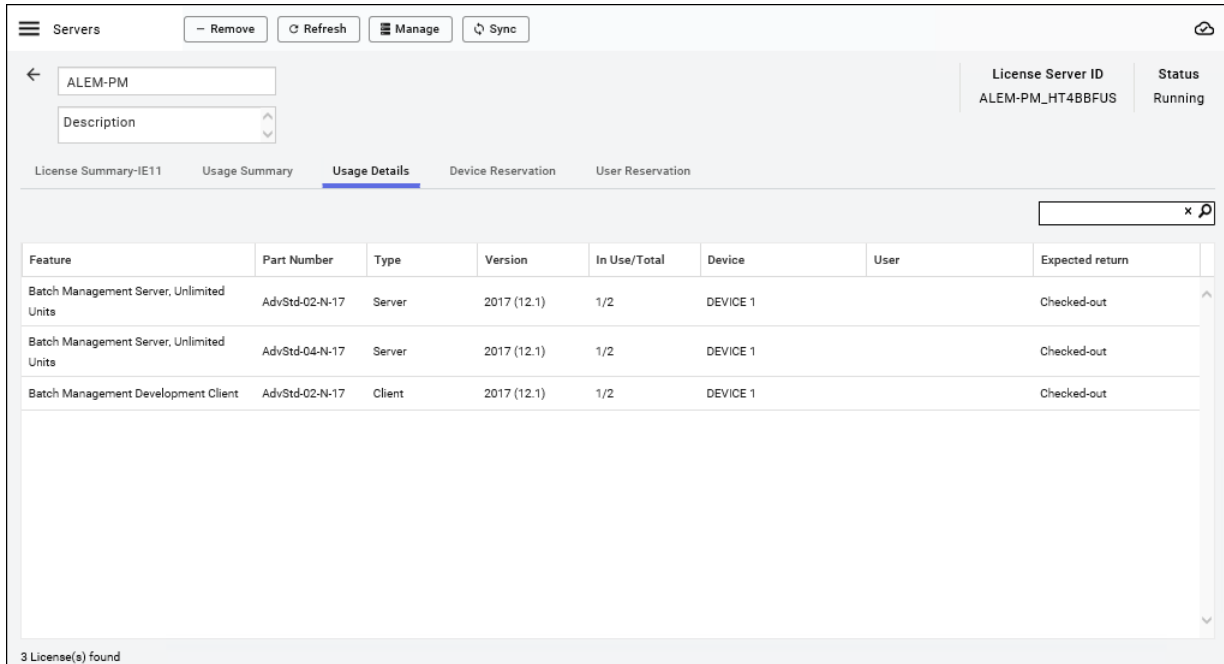 Servers − Remove Refresh Manage Sync
ALEM-PM
License Server ID Status
ALEM-PM_HT4BBFUS Running
Description
License Summary-IE11 Usage Summary Usage Details Device Reservation User Reservation
×
Feature Part Number Type Version In Use/Total Device User Expected return
Batch Management Server, Unlimited
Units AdvStd-02-N-17 Server 2017 (12.1) 1/2 DEVICE 1 Checked-out
Batch Management Server, Unlimited
Units AdvStd-04-N-17 Server 2017 (12.1) 1/2 DEVICE 1 Checked-out
Batch Management Development Client AdvStd-02-N-17 Client 2017 (12.1) 1/2 DEVICE 1 Checked-out
3 License(s) found